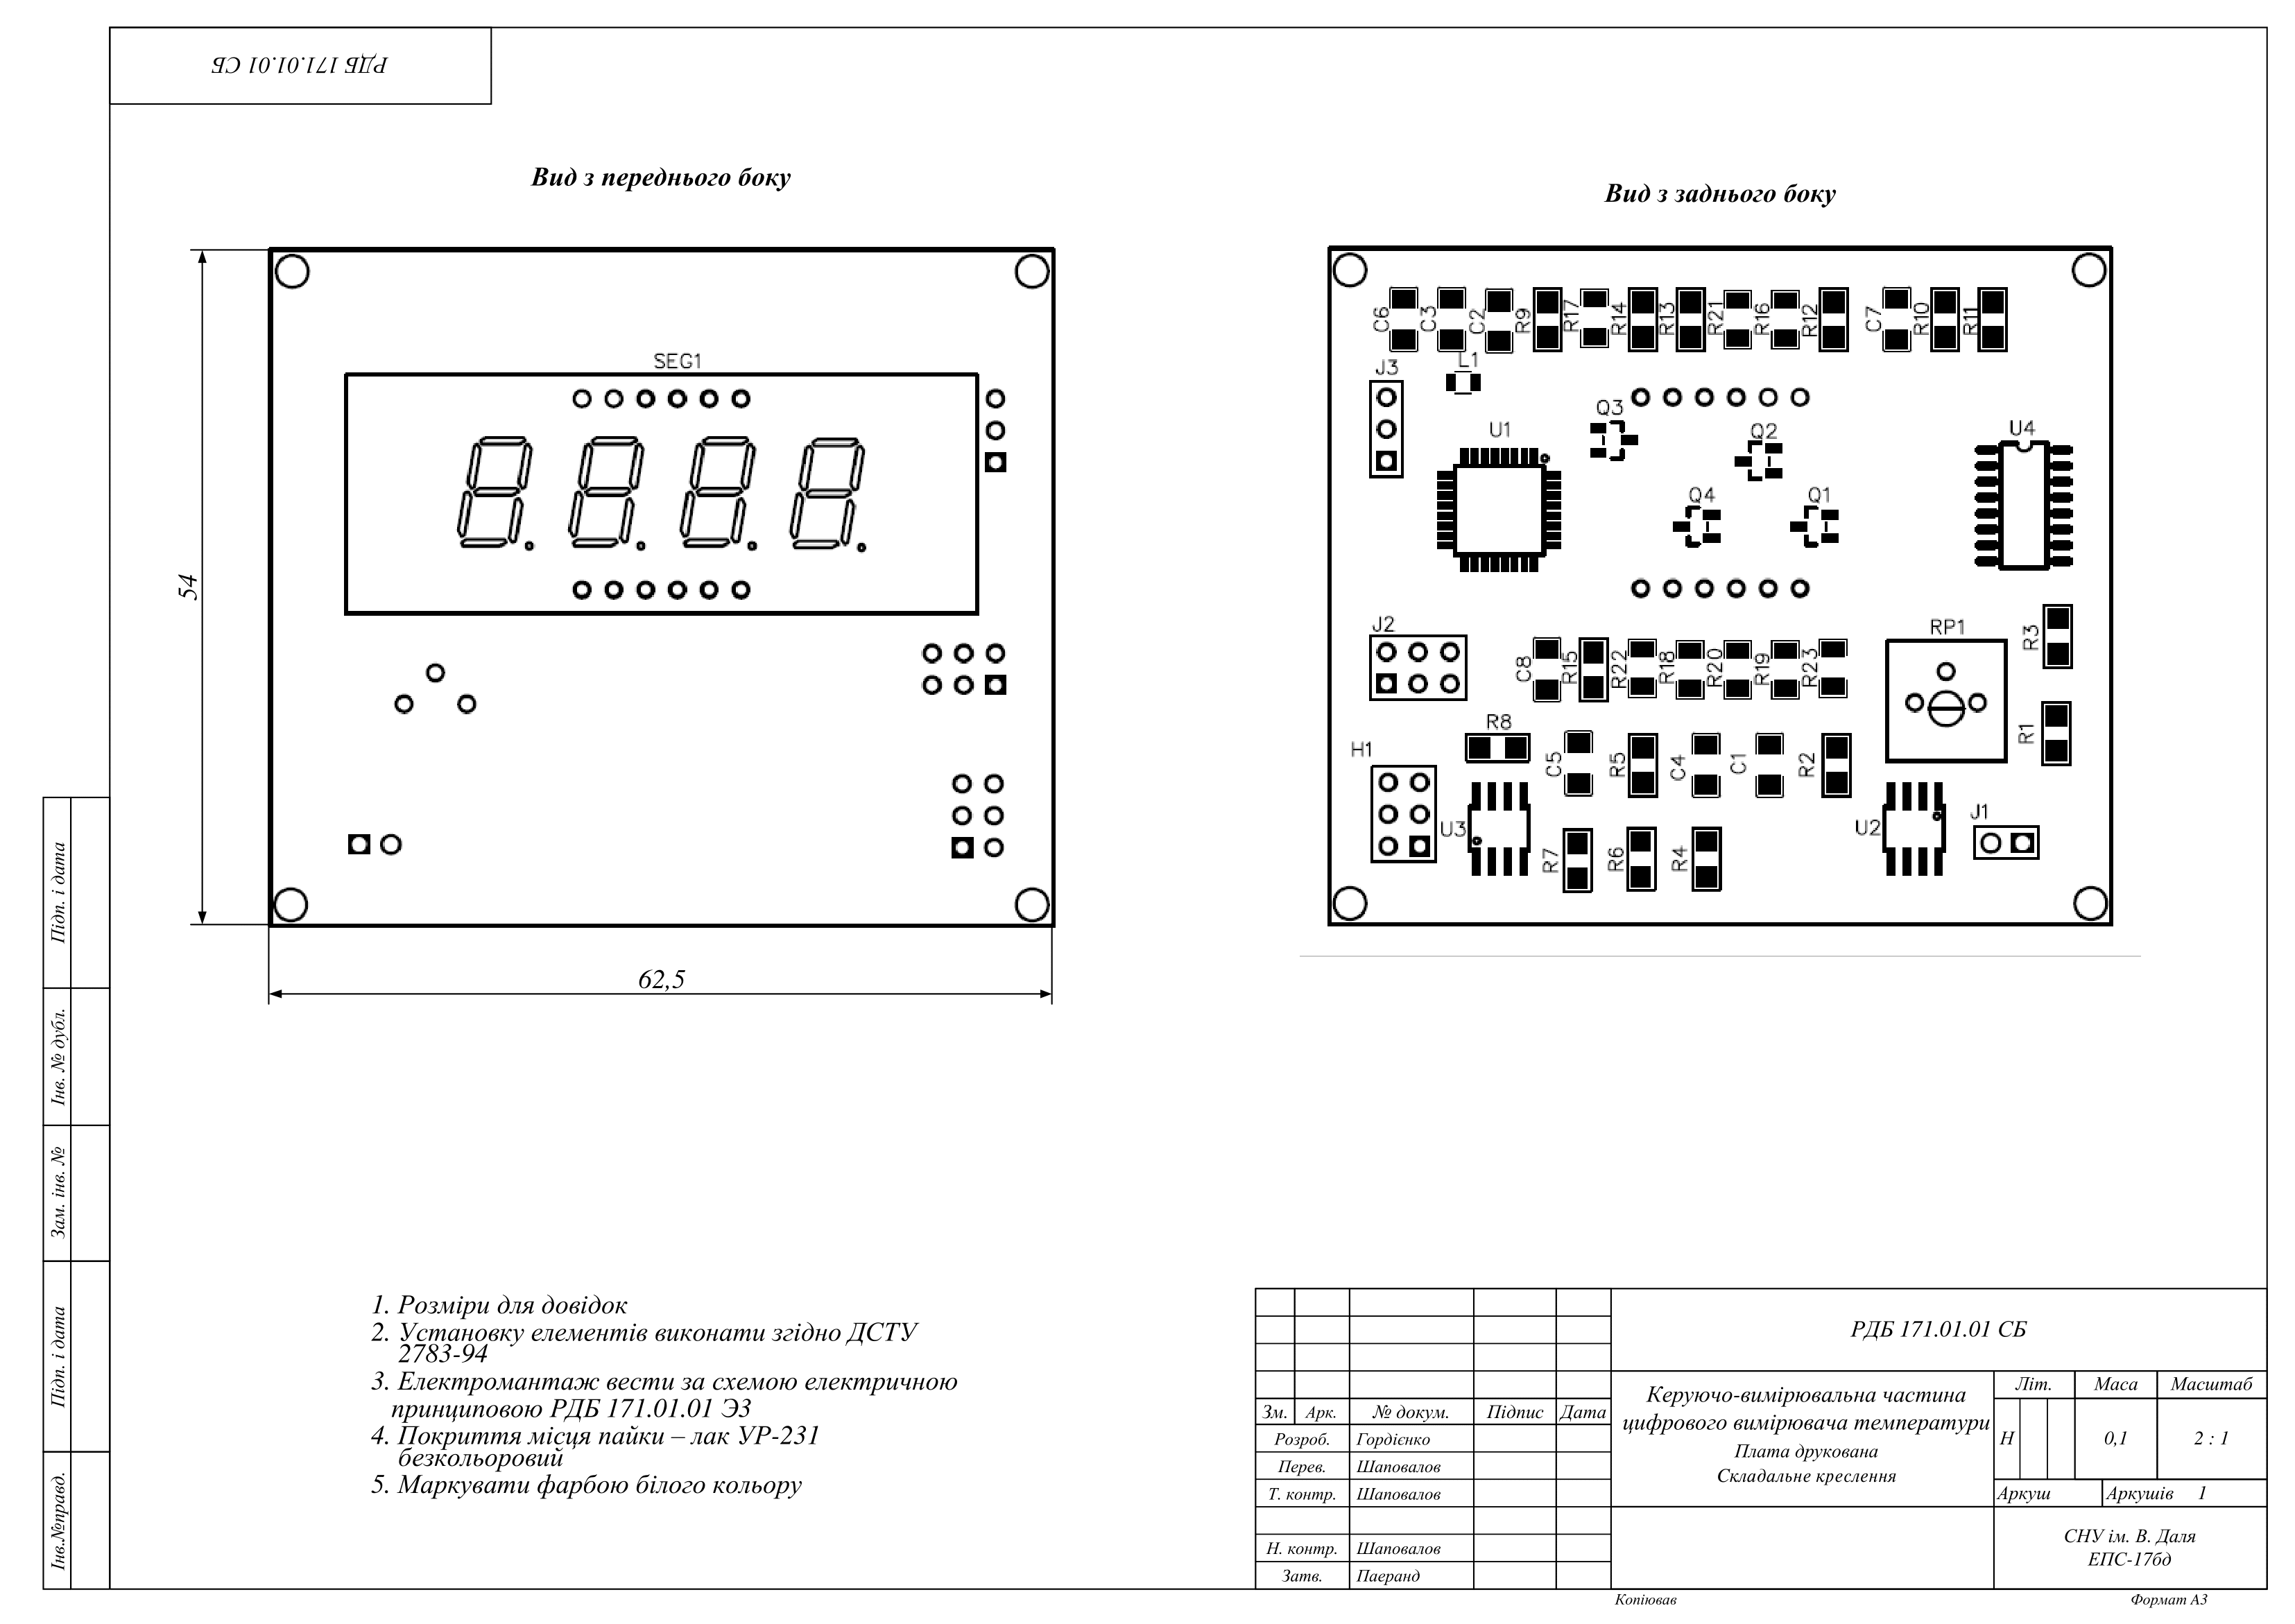 РДБ 171.01.01 СБ
Вид з переднього боку
Вид з заднього боку
SEG1
54
62,5
C6
C3
C2
R9
R17
R14
R13
R21
R16
R12
C7
R10
R11
J3
L1
Q3
U1
Q2
U4
Q4
Q1
J2
C8
R15
R22
R18
R20
R19
R23
RP1
R3
R8
R1
H1
C5
R5
C4
C1
R2
U3
U2
J1
R7
R6
R4
Підп. і дата
Інв. № дубл.
Зам. інв. №
Підп. і дата
Інв.№правд.
1. Розміри для довідок
2. Установку елементів виконати згідно ДСТУ
2783-94
3. Електромантаж вести за схемою електричною
принциповою РДБ 171.01.01 ЭЗ
4. Покриття місця пайки – лак УР-231
безкольоровий
5. Маркувати фарбою білого кольору
РДБ 171.01.01 СБ
Зм. Арк. № докум. Підпис Дата
Розроб. Гордієнко
Перев. Шаповалов
Т. контр. Шаповалов
Н. контр. Шаповалов
Затв. Паеранд
Керуючо-вимірювальна частина
цифрового вимірювача температури
Плата друкована
Складальне креслення
Літ. Маса Масштаб
Н 0,1 2 : 1
Аркуш Аркушів 1
СНУ ім. В. Даля
ЕПС-17бд
Копіював Формат А3